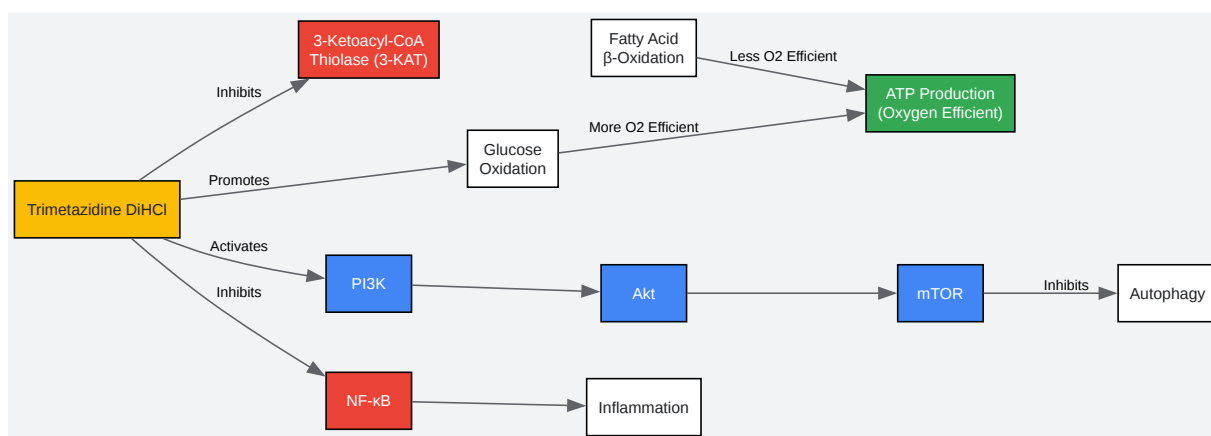 3-Ketoacyl-CoA
Thiolase (3-KAT)
Fatty Acid
β-Oxidation
Less O2 Efficient
ATP Production
(Oxygen Efficient)
Inhibits
More O2 Efficient
Glucose
Oxidation
Promotes
Trimetazidine DiHCl
Activates
PI3K
Akt
mTOR
Inhibits
Autophagy
Inhibits
NF-κB
Inflammation